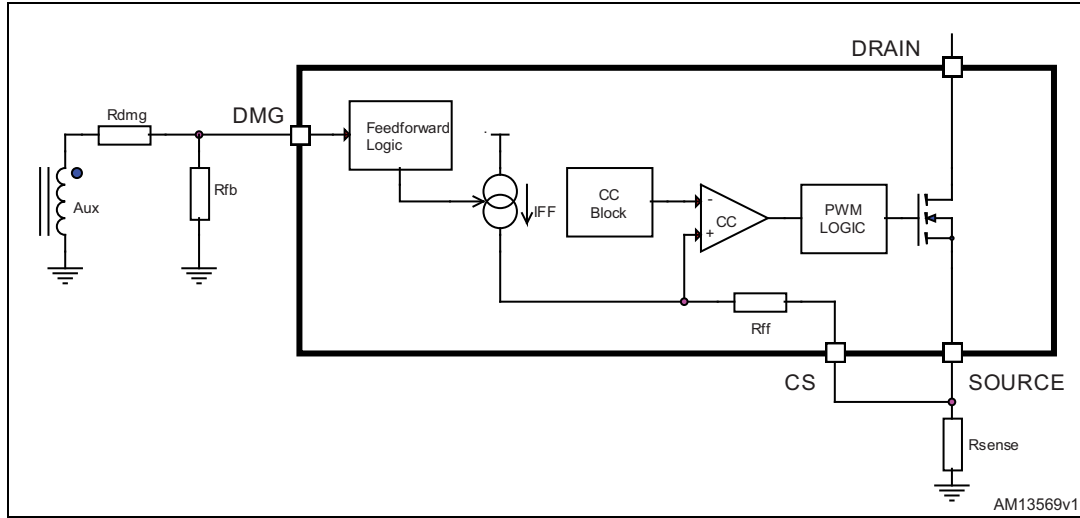 DRAIN
DMG
Rdmg
Feedforward
Logic
Rfb
Aux
IFF
CC
Block
-
+
CC
PWM
LOGIC
Rff
CS
SOURCE
Rsense
AM13569v1